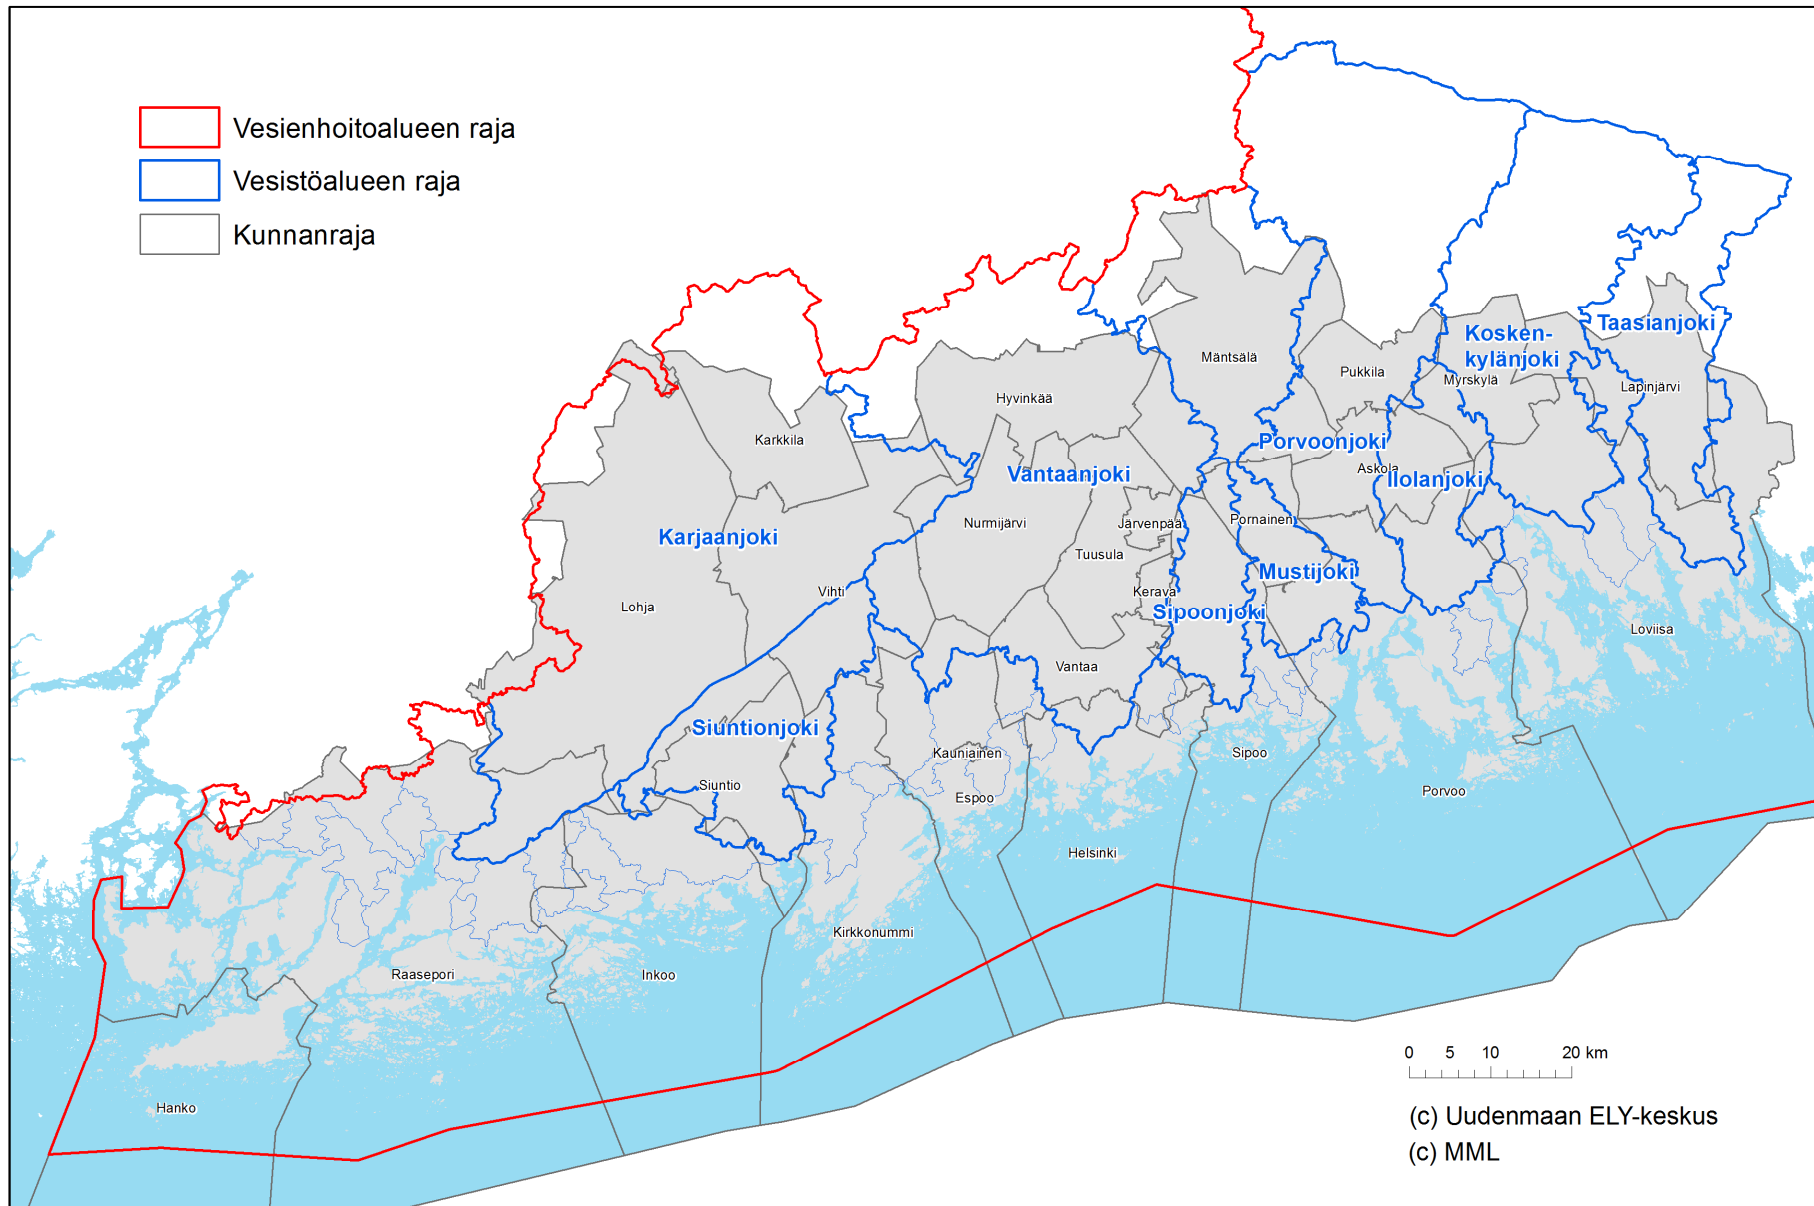 Vesienhoitoalueen raja
Vesistöalueen raja
Kunnanraja
Kosken-
kylänjoki
Taasianjoki
Mäntsälä
Pukkila
Myrskylä
Lapinjärvi
Hyvinkää
Karkkila
Porvoonjoki
Askola
Ilolanjoki
Vantaanjoki
Nurmijärvi
Järvenpää
Pornainen
Karjaanjoki
Tuusula
Mustijoki
Vihti
Kerava
Lohja
Sipoonjoki
Loviisa
Vantaa
Siuntionjoki
Kauniainen
Sipoo
Siuntio
Espoo
Porvoo
Helsinki
Kirkkonummi
Raasepori
Inkoo
Hanko
0 5 10 20 km
(c) Uudenmaan ELY-keskus
(c) MML